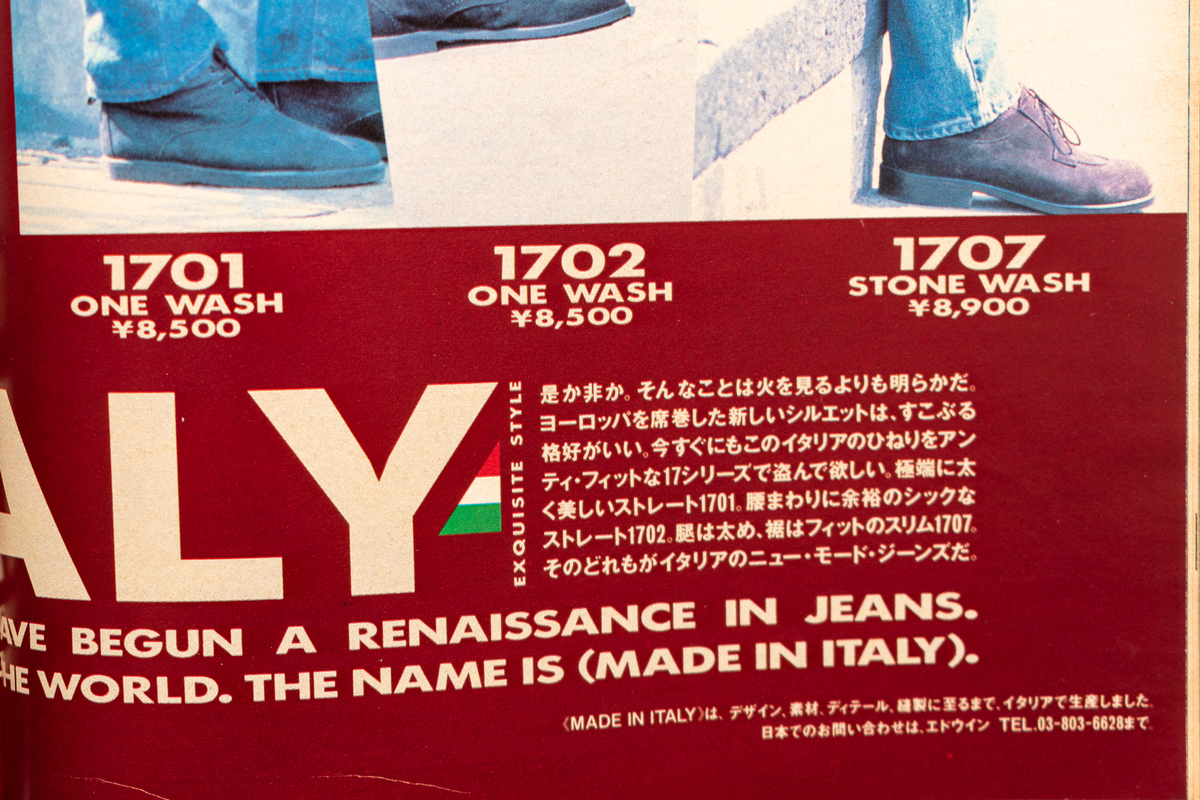 1701
ONE WASH
¥8,500
1702
ONE WASH
¥8,500
1707
STONE WASH
¥8,900
ALY
EXQUISITE STYLE
是か非か。そんなことは火を見るよりも明らかだ。
ヨーロッパを席巻した新しいシルエットは、すこぶる
格好がいい。今すぐにもこのイタリアのひねりをアン
ティ・フィットな17シリーズで盗んで欲しい。極端に太
く美しいストレート1701。腰まわりに余裕のシックな
ストレート1702。腿は太め、裾はフィットのスリム1707。
そのどれもがイタリアのニュー・モード・ジーンズだ。
AVE BEGUN A RENAISSANCE IN JEANS.
HE WORLD. THE NAME IS (MADE IN ITALY).
〈MADE IN ITALY〉は、デザイン、素材、ディテール、縫製に至るまで、イタリアで生産しました。
日本でのお問い合わせは、エドウイン TEL.03-803-6628まで。